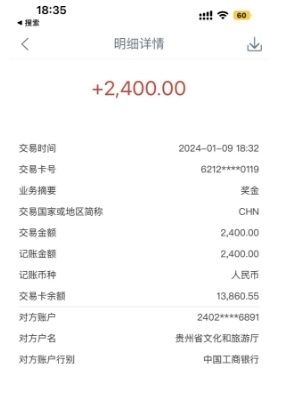 18:35
60
◀ 搜索
明细详情
+2,400.00
交易时间 2024-01-09 18:32
交易卡号 6212****0119
业务摘要 奖金
交易国家或地区简称 CHN
交易金额 2,400.00
记账金额 2,400.00
记账币种 人民币
交易卡余额 13,860.55
对方账户 2402****6891
对方户名 贵州省文化和旅游厅
对方账户行别 中国工商银行